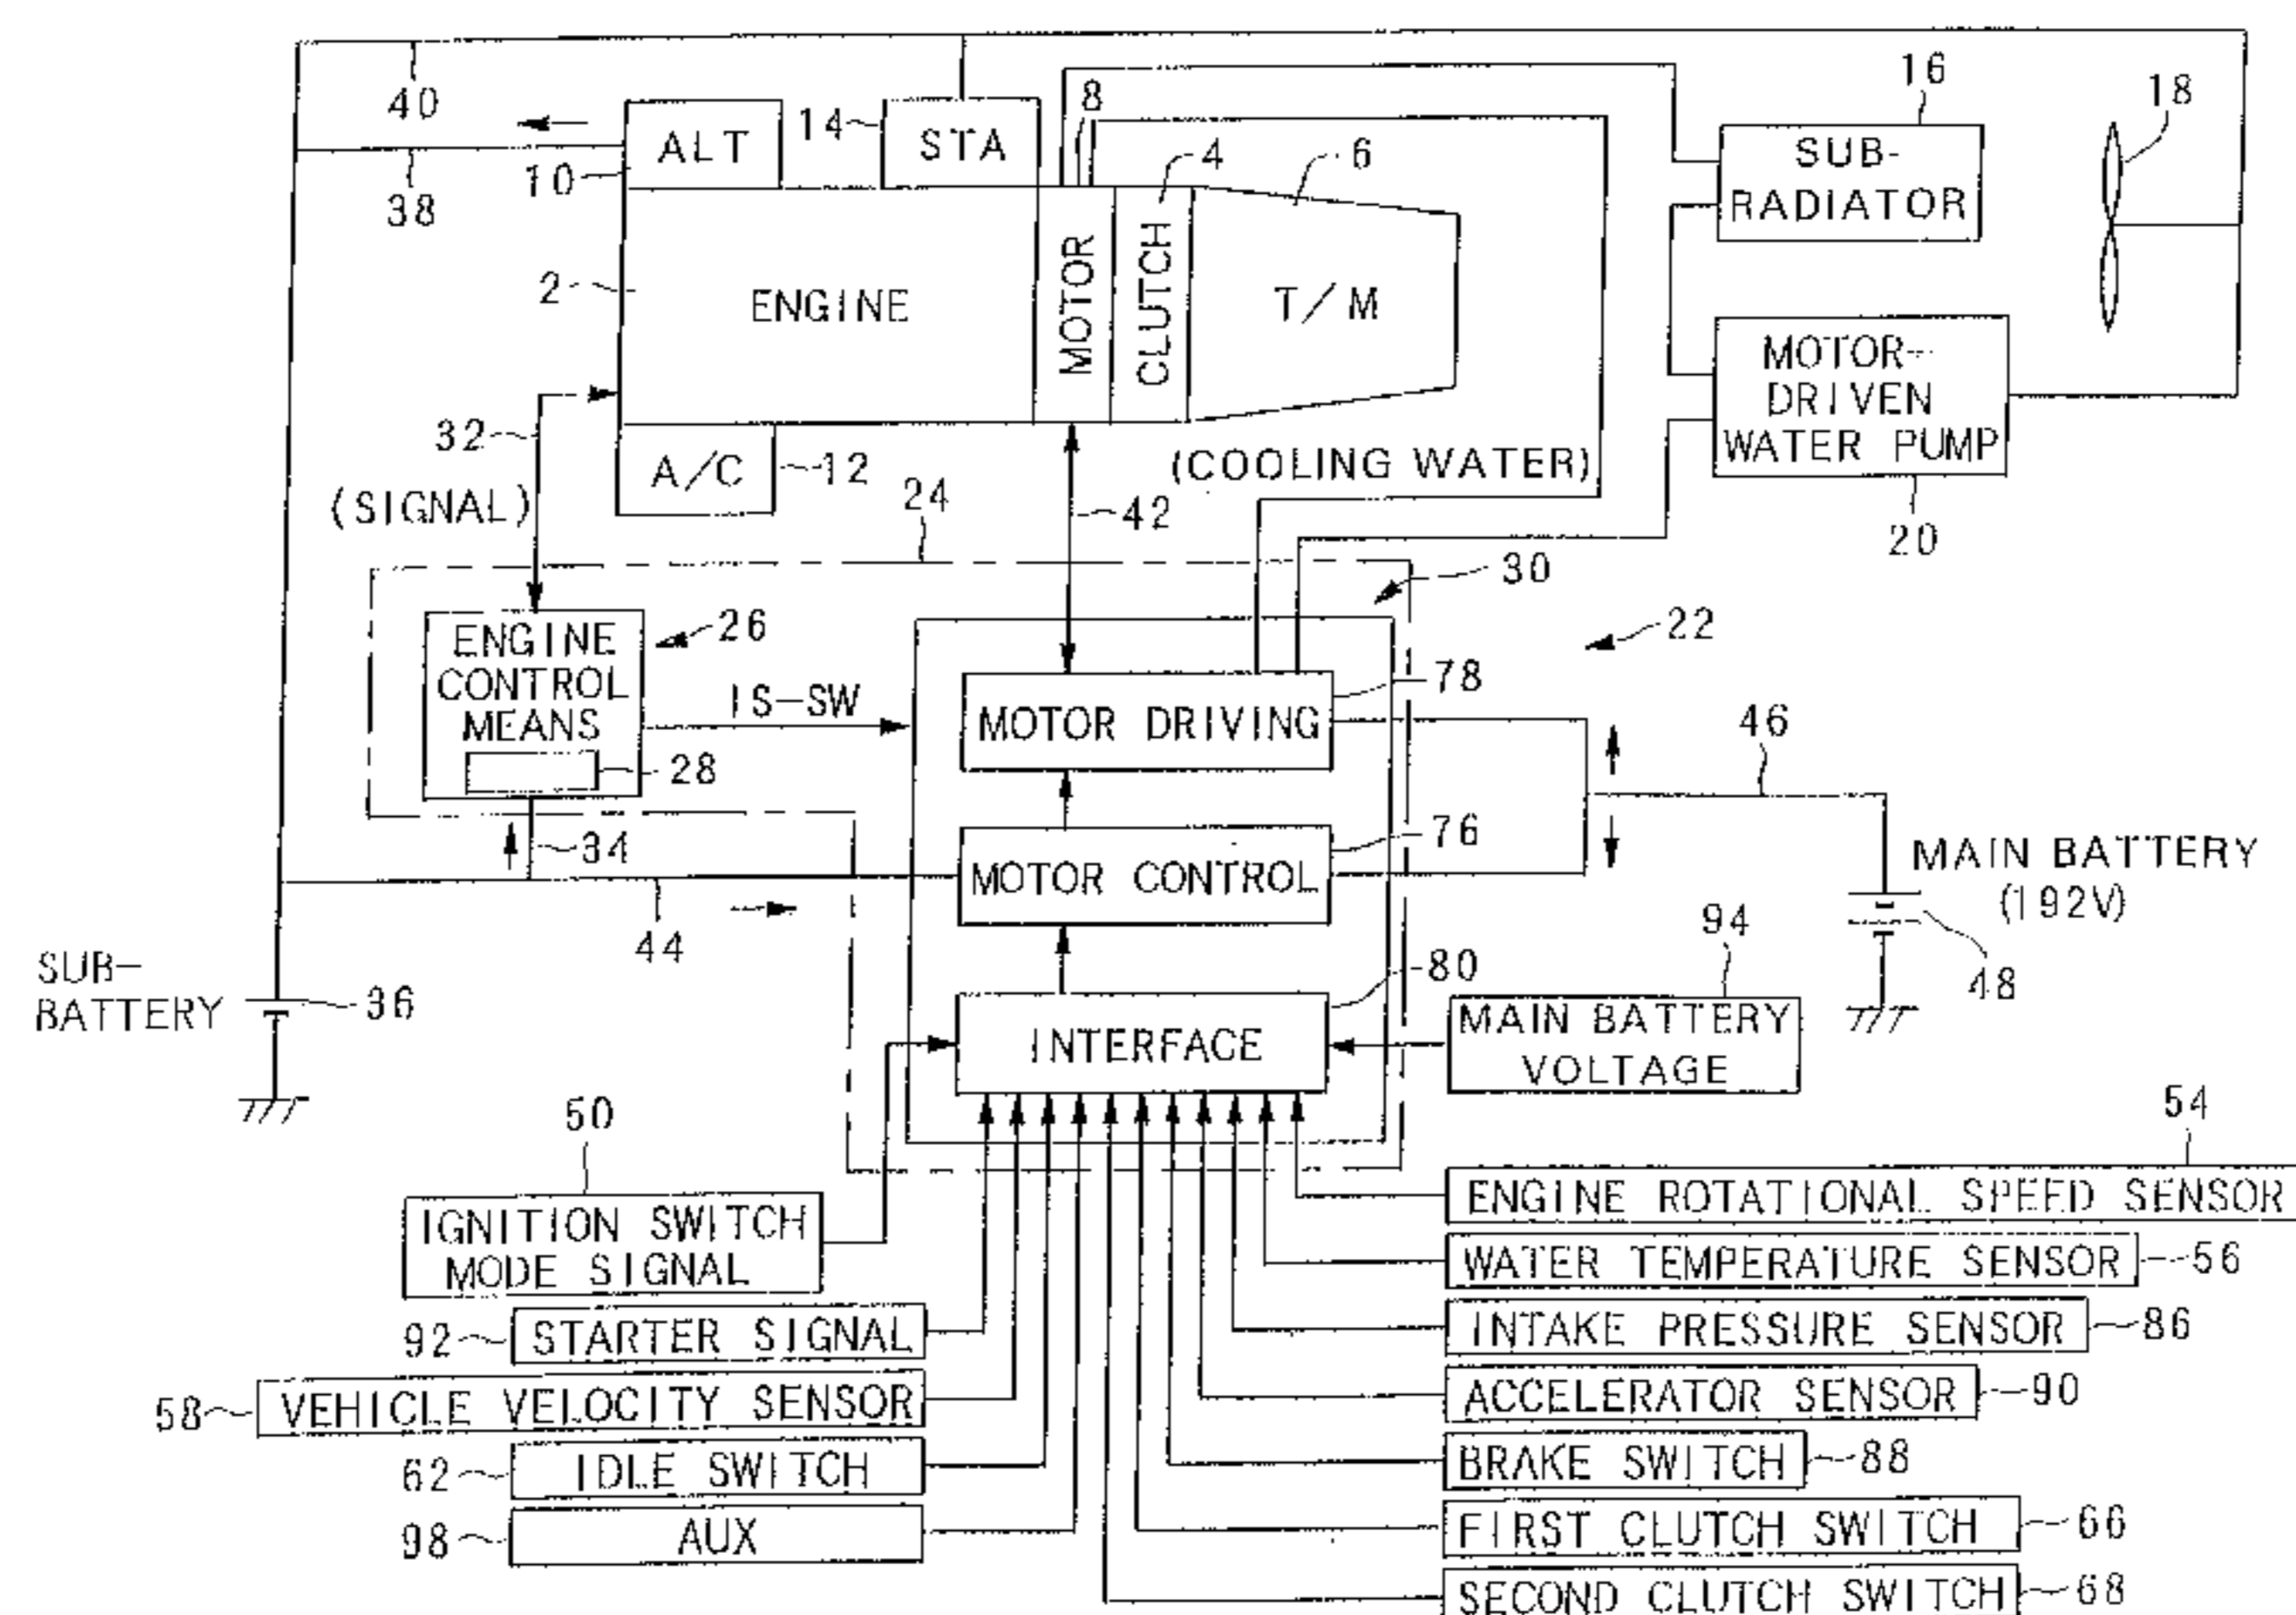 40
ALT
10
38
14
STA
8
4
6
16
SUB-
RADIATOR
18
2
ENGINE
MOTOR
CLUTCH
T/M
MOTOR-
DRIVEN
WATER PUMP
20
32
(SIGNAL)
A/C
12
24
42
(COOLING WATER)
30
22
ENGINE
CONTROL
MEANS
26
28
IS-SW
MOTOR DRIVING
78
46
34
MOTOR CONTROL
76
MAIN BATTERY
(192V)
48
44
SUB-
BATTERY
36
80
INTERFACE
94
MAIN BATTERY
VOLTAGE
50
IGNITION SWITCH
MODE SIGNAL
92
STARTER SIGNAL
58
VEHICLE VELOCITY SENSOR
62
IDLE SWITCH
98
AUX
54
ENGINE ROTATIONAL SPEED SENSOR
WATER TEMPERATURE SENSOR
56
INTAKE PRESSURE SENSOR
86
ACCELERATOR SENSOR
90
BRAKE SWITCH
88
FIRST CLUTCH SWITCH
66
SECOND CLUTCH SWITCH
68